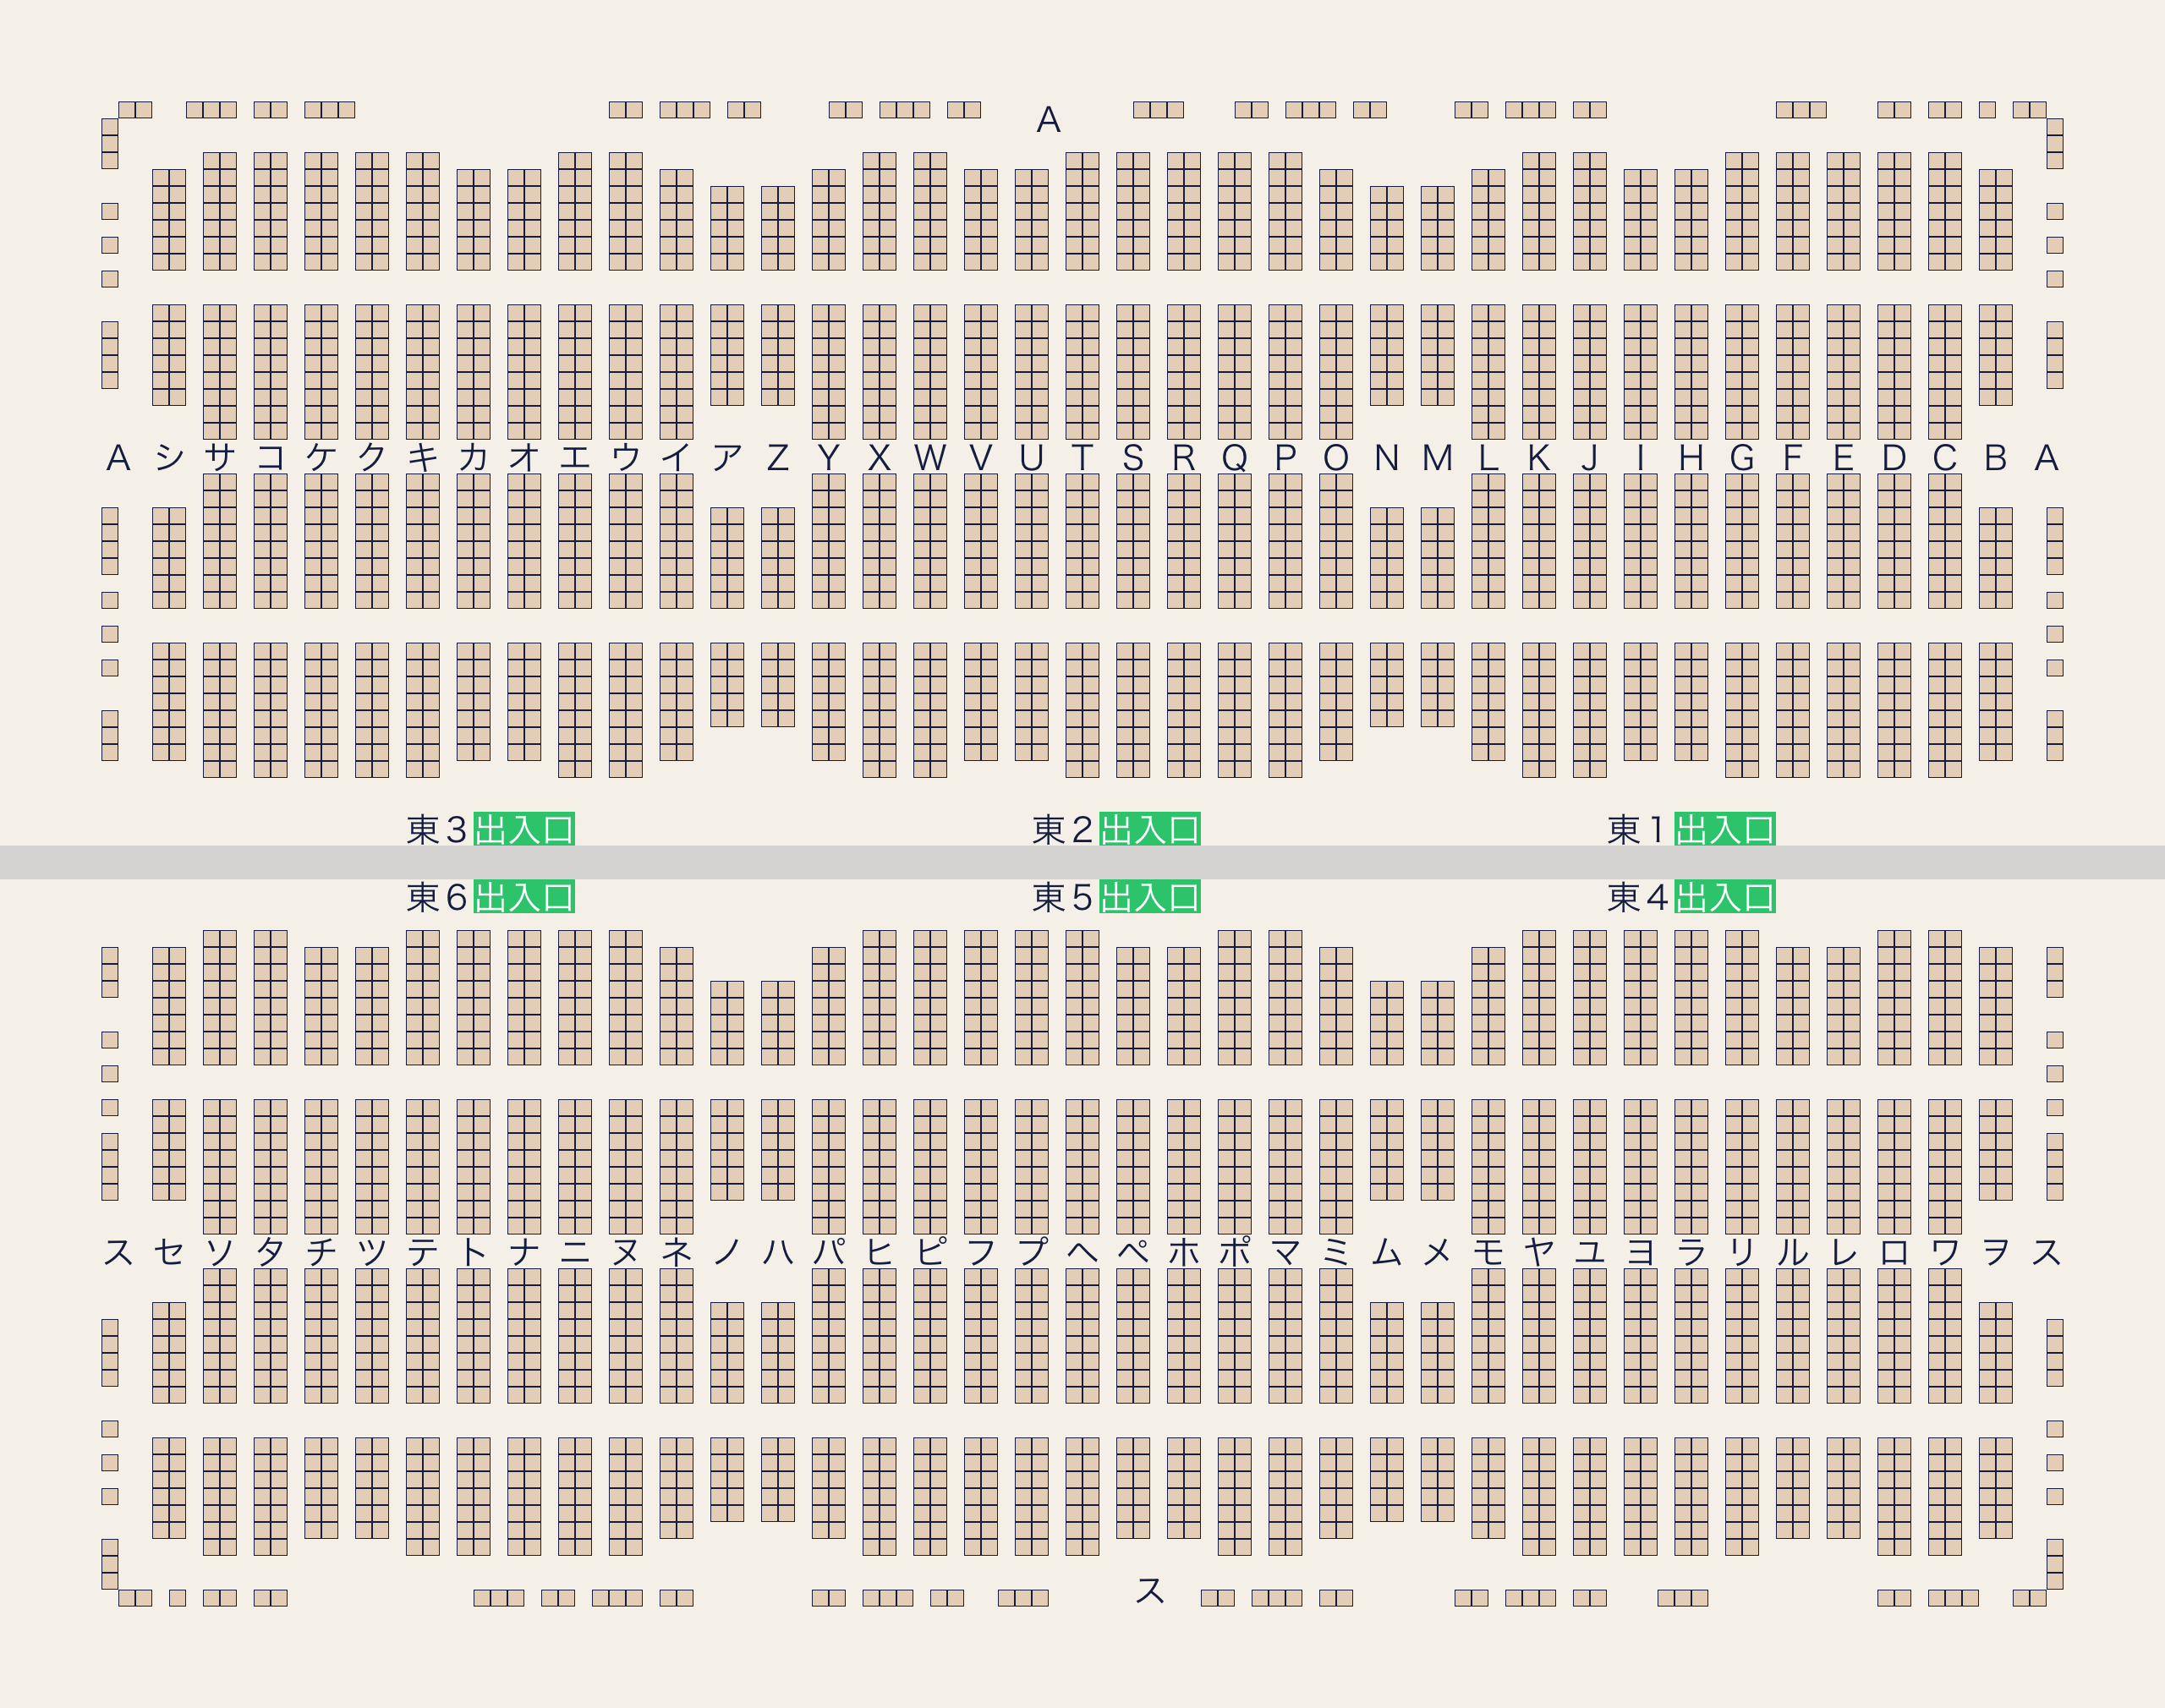 A
A シ サ コ ケ ク キ カ オ エ ウ イ ア Z Y X W V U T S R Q P O N M L K J I H G F E D C B A
東3 出入口 東2 出入口 東1 出入口
東6 出入口 東5 出入口 東4 出入口
ス セ ソ タ チ ツ テ ト ナ ニ ヌ ネ ノ ハ パ ヒ ピ フ プ ヘ ペ ホ ポ マ ミ ム メ モ ヤ ユ ヨ ラ リ ル レ ロ ワ ヲ ス
ス